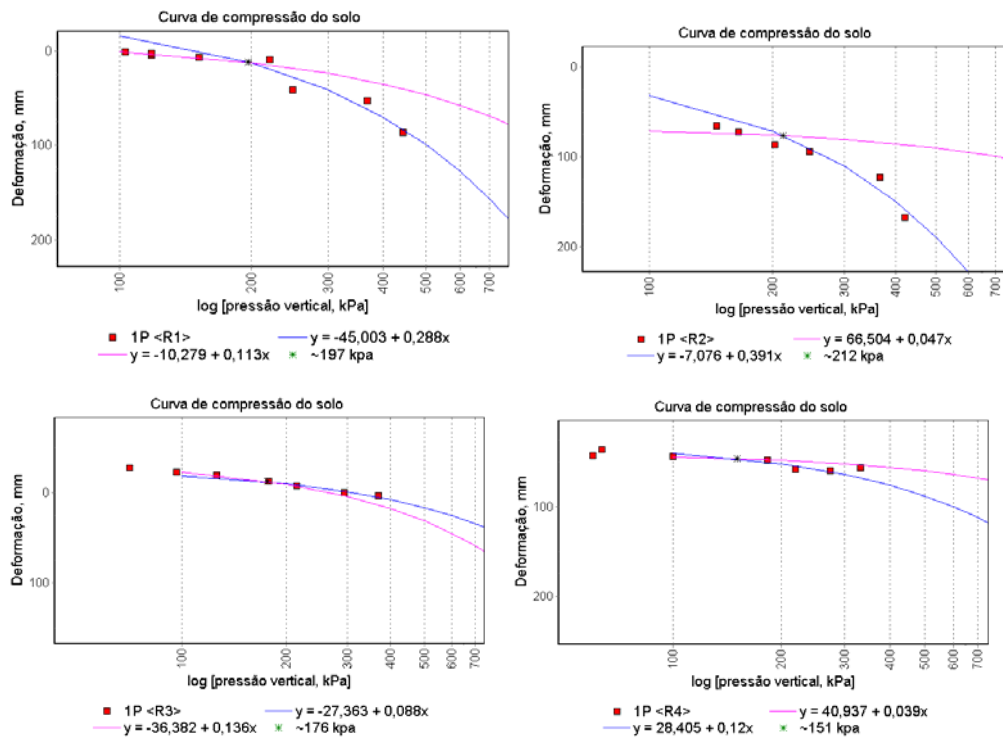 Curva de compressão do solo
Deformação, mm
0
100
200
100
200
300
400
500
600
700
log [pressão vertical, kPa]
1P <R1>
y = -45,003 + 0,288x
y = -10,279 + 0,113x
~197 kpa
Curva de compressão do solo
Deformação, mm
0
100
200
100
200
300
400
500
600
700
log [pressão vertical, kPa]
1P <R2>
y = 66,504 + 0,047x
y = -7,076 + 0,391x
~212 kpa
Curva de compressão do solo
Deformação, mm
0
100
100
200
300
400
500
600
700
log [pressão vertical, kPa]
1P <R3>
y = -27,363 + 0,088x
y = -36,382 + 0,136x
~176 kpa
Curva de compressão do solo
Deformação, mm
100
200
100
200
300
400
500
600
700
log [pressão vertical, kPa]
1P <R4>
y = 40,937 + 0,039x
y = 28,405 + 0,12x
~151 kpa